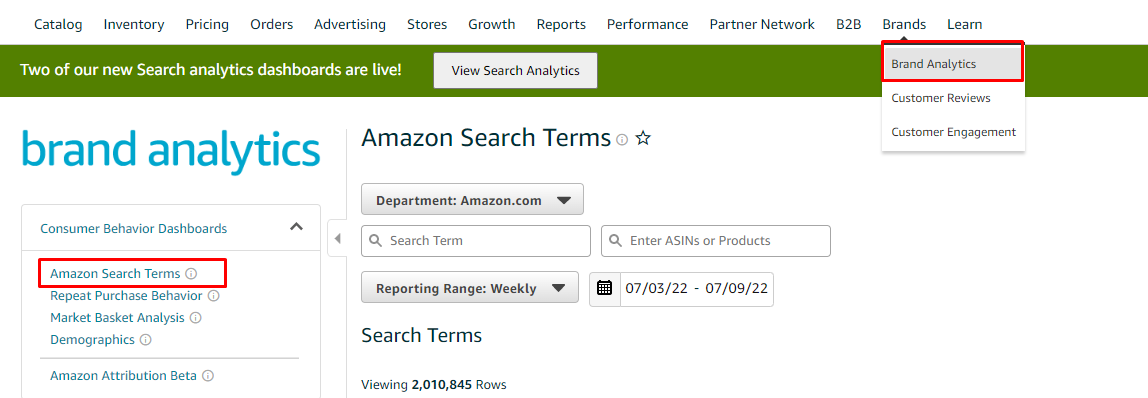 Catalog Inventory Pricing Orders Advertising Stores Growth Reports Performance Partner Network B2B Brands Learn
Two of our new Search analytics dashboards are live! View Search Analytics
Brand Analytics
Customer Reviews
Customer Engagement
brand analytics
Consumer Behavior Dashboards
Amazon Search Terms
Repeat Purchase Behavior
Market Basket Analysis
Demographics
Amazon Attribution Beta
Amazon Search Terms
Department: Amazon.com
Search Term Enter ASINs or Products
Reporting Range: Weekly 07/03/22 - 07/09/22
Search Terms
Viewing 2,010,845 Rows